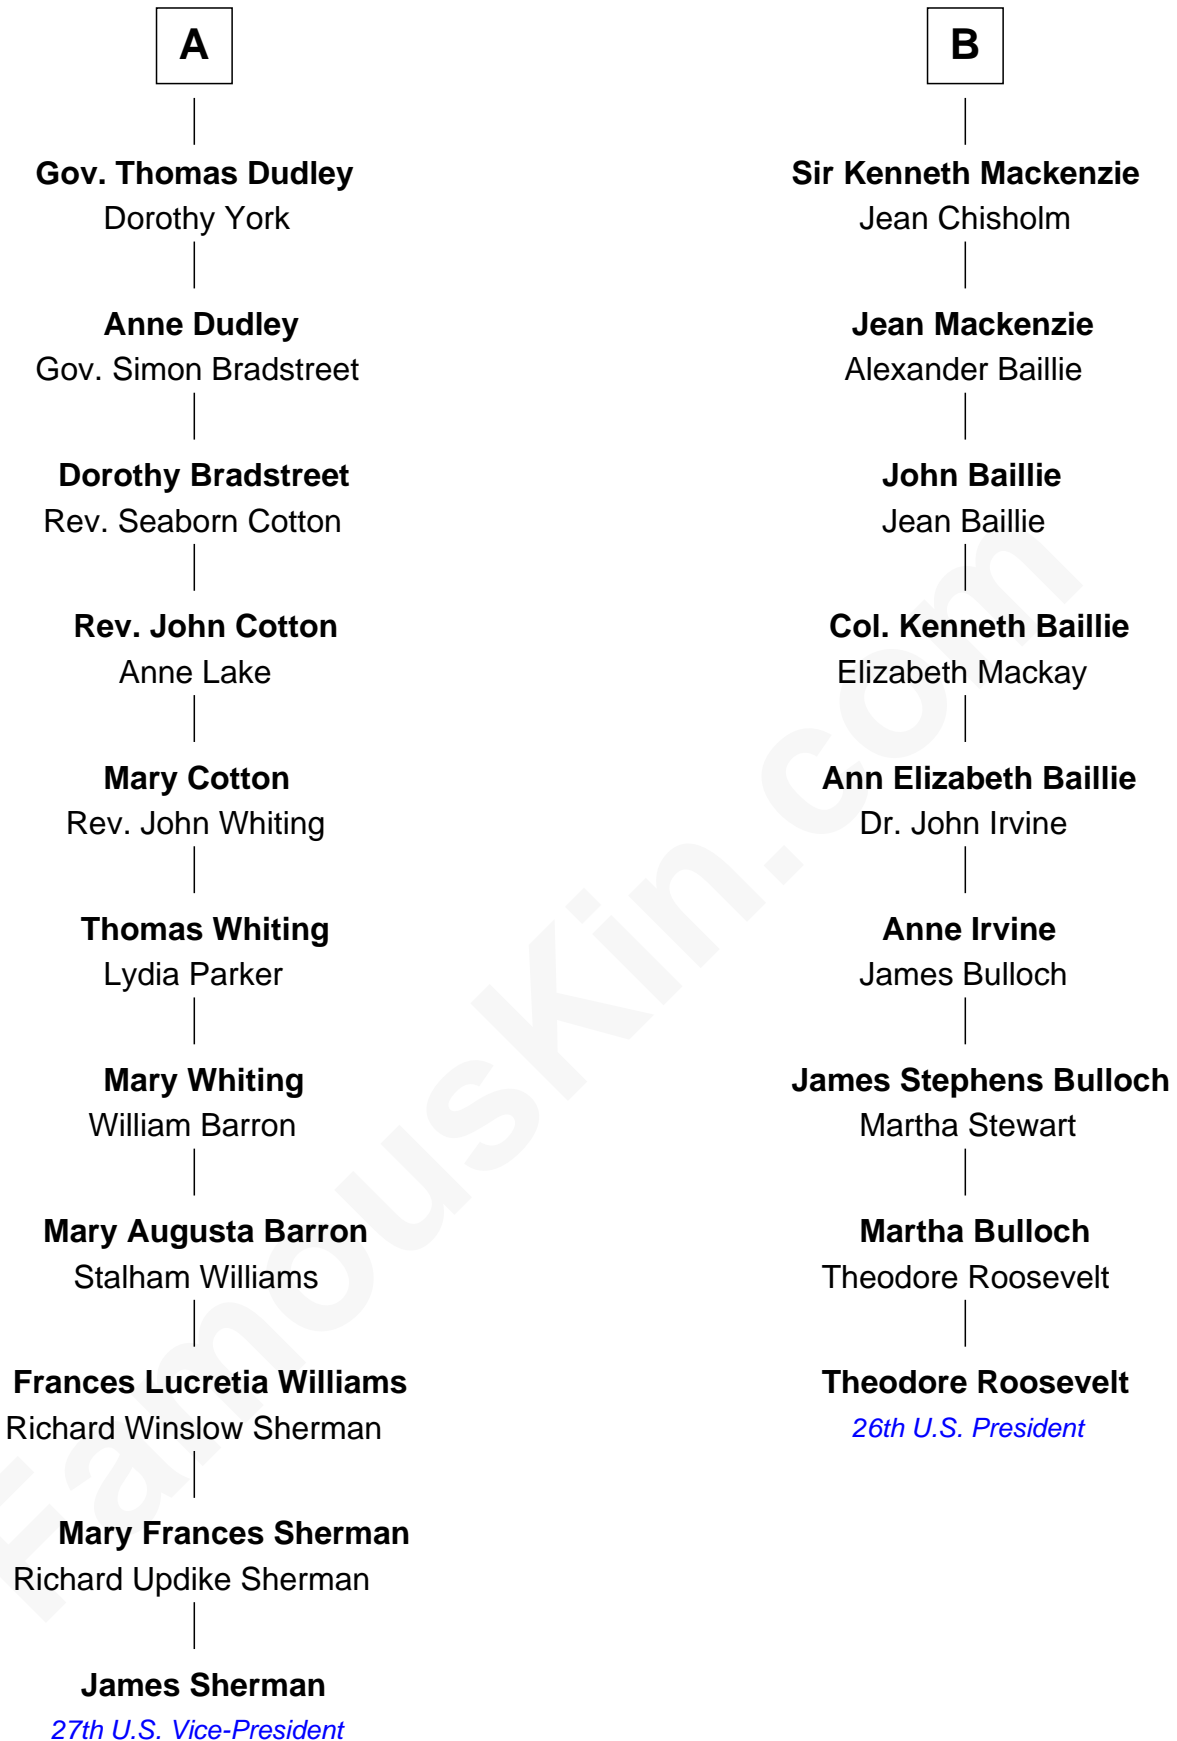 A
Gov. Thomas Dudley
Dorothy York
Anne Dudley
Gov. Simon Bradstreet
Dorothy Bradstreet
Rev. Seaborn Cotton
Rev. John Cotton
Anne Lake
Mary Cotton
Rev. John Whiting
Thomas Whiting
Lydia Parker
Mary Whiting
William Barron
Mary Augusta Barron
Stalham Williams
Frances Lucretia Williams
Richard Winslow Sherman
Mary Frances Sherman
Richard Updike Sherman
James Sherman
27th U.S. Vice-President
B
Sir Kenneth Mackenzie
Jean Chisholm
Jean Mackenzie
Alexander Baillie
John Baillie
Jean Baillie
Col. Kenneth Baillie
Elizabeth Mackay
Ann Elizabeth Baillie
Dr. John Irvine
Anne Irvine
James Bulloch
James Stephens Bulloch
Martha Stewart
Martha Bulloch
Theodore Roosevelt
Theodore Roosevelt
26th U.S. President
FamousKin.com